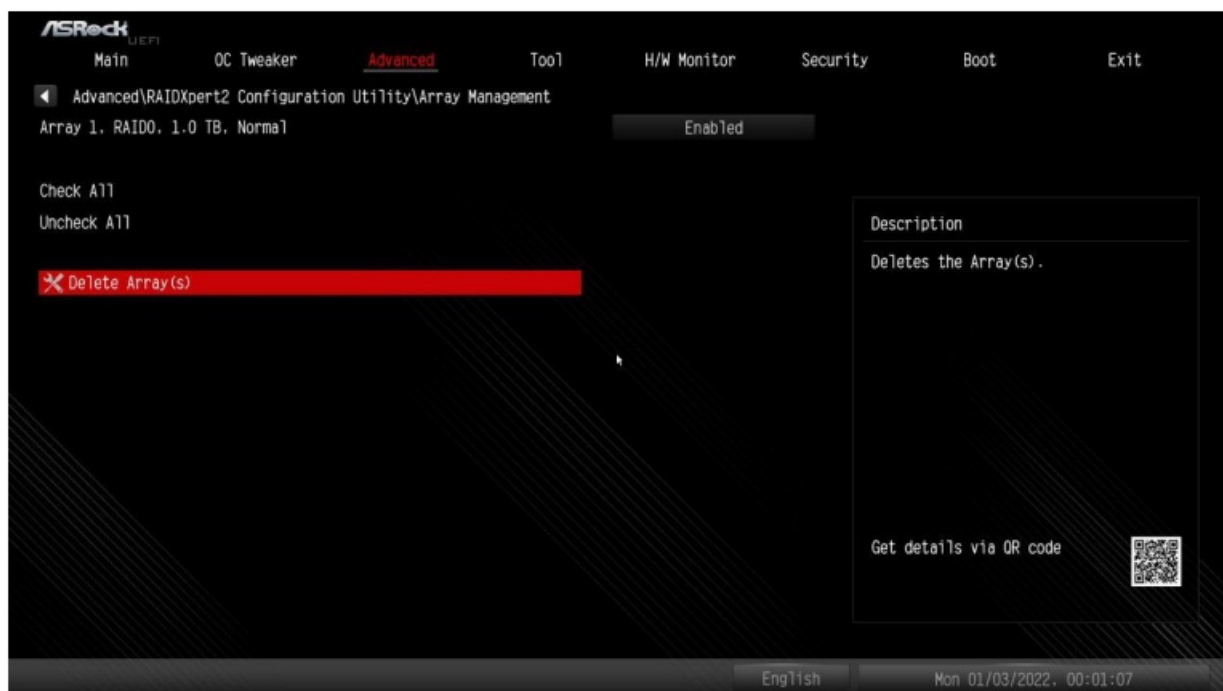 ASRock UEFI
Main OC Tweaker Advanced Tool H/W Monitor Security Boot Exit
Advanced\RAIDXpert2 Configuration Utility\Array Management
Array 1, RAID0, 1.0 TB, Normal Enabled
Check All
Uncheck All
Delete Array(s)
Description
Deletes the Array(s).
Get details via QR code
English Mon 01/03/2022, 00:01:07